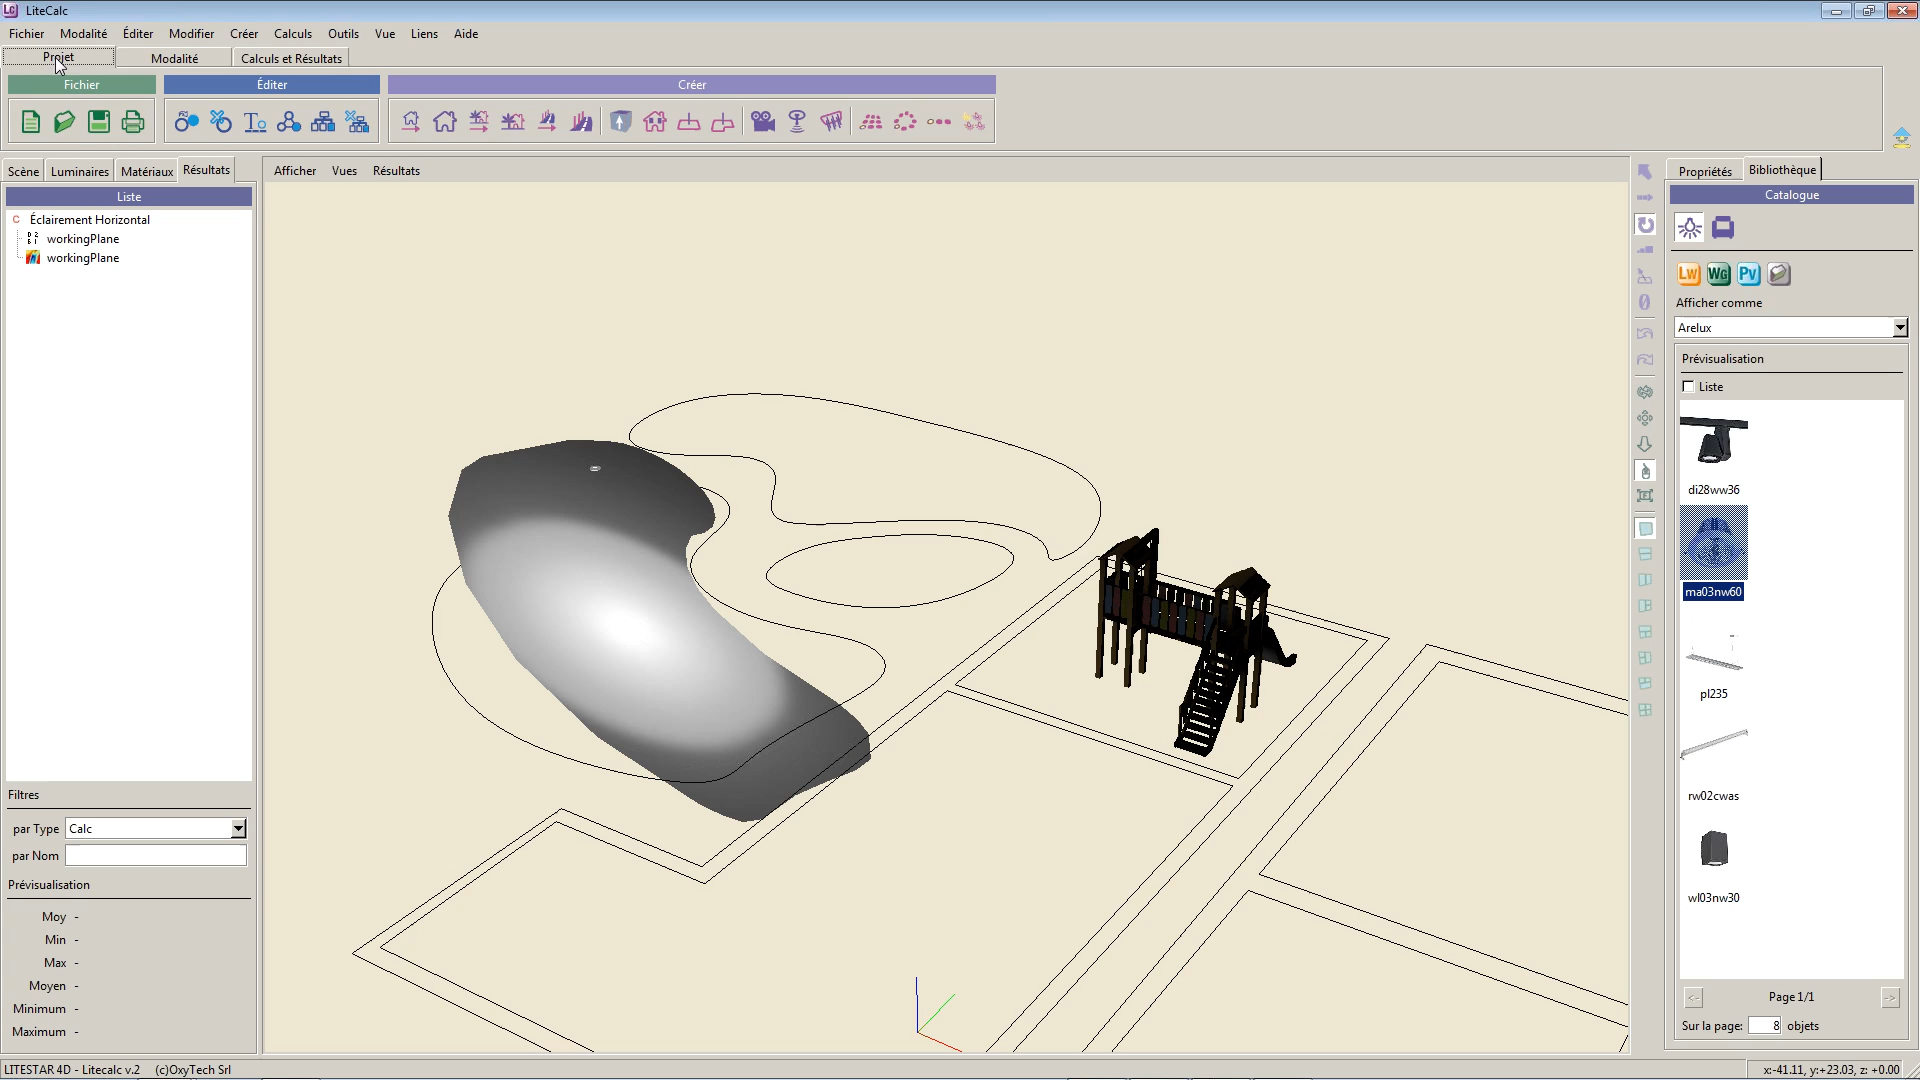 LiteCalc
Fichier Modalité Éditer Modifier Créer Calculs Outils Vue Liens Aide
Projet Modalité Calculs et Résultats
Fichier Éditer Créer
Scène Luminaires Matériaux Résultats
Liste
Éclairement Horizontal
workingPlane
workingPlane
Filtres
par Type Calc
par Nom
Prévisualisation
Moy -
Min -
Max -
Moyen -
Minimum -
Maximum -
Afficher Vues Résultats
Propriétés Bibliothèque
Catalogue
LW WG PV
Afficher comme
Arelux
Prévisualisation
Liste
di28ww36
ma03nw60
pl235
rw02cwas
wl03nw30
<- Page 1/1 ->
Sur la page: 8 objets
LITESTAR 4D - Litecalc v.2 (c)OxyTech Srl
x:-41.11, y:+23.03, z: +0.00